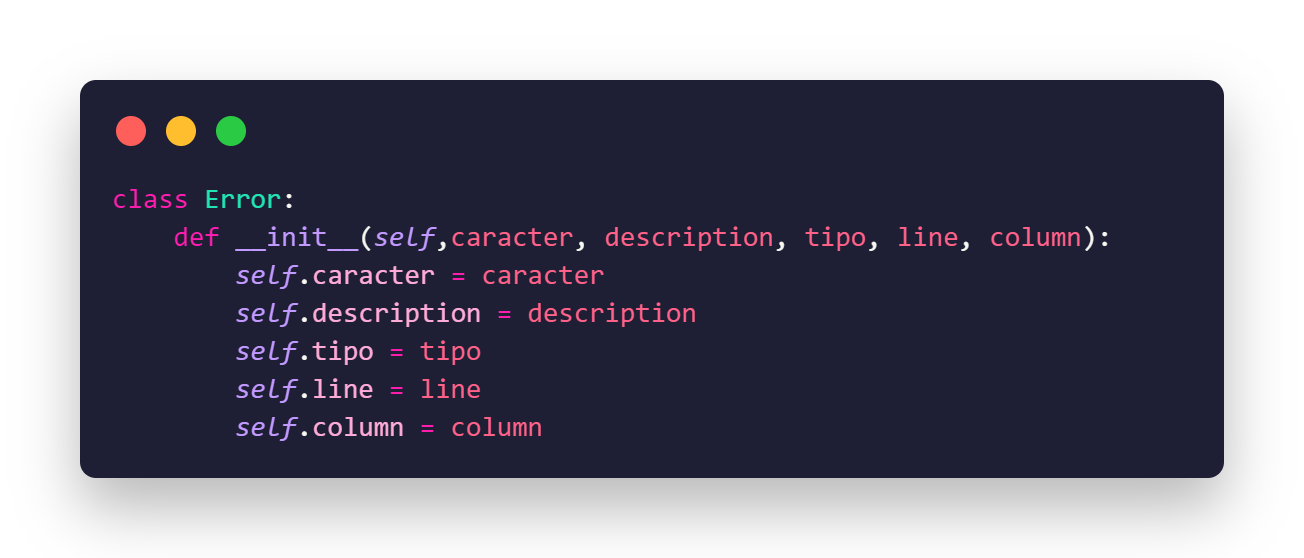 class Error:
    def __init__(self,caracter, description, tipo, line, column):
        self.caracter = caracter
        self.description = description
        self.tipo = tipo
        self.line = line
        self.column = column